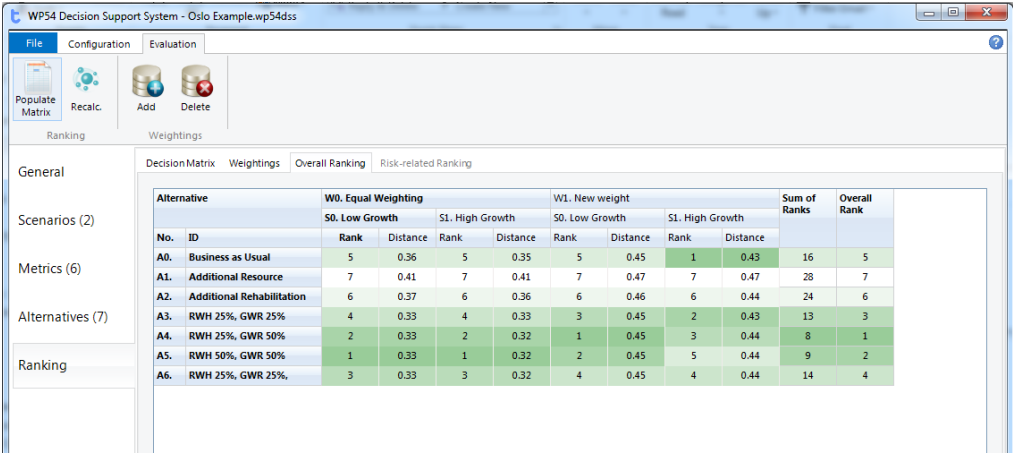 WP54 Decision Support System - Oslo Example.wp54dss
File Configuration Evaluation
Populate Matrix Recalc. Add Delete
Ranking Weightings
General
Scenarios (2)
Metrics (6)
Alternatives (7)
Ranking
Decision Matrix Weightings Overall Ranking Risk-related Ranking
Alternative W0. Equal Weighting W1. New weight Sum of Ranks Overall Rank
S0. Low Growth S1. High Growth S0. Low Growth S1. High Growth
No. ID Rank Distance Rank Distance Rank Distance Rank Distance
A0. Business as Usual 5 0.36 5 0.35 5 0.45 1 0.43 16 5
A1. Additional Resource 7 0.41 7 0.41 7 0.47 7 0.47 28 7
A2. Additional Rehabilitation 6 0.37 6 0.36 6 0.46 6 0.44 24 6
A3. RWH 25%, GWR 25% 4 0.33 4 0.33 3 0.45 2 0.43 13 3
A4. RWH 25%, GWR 50% 2 0.33 2 0.32 1 0.45 3 0.44 8 1
A5. RWH 50%, GWR 50% 1 0.33 1 0.32 2 0.45 5 0.44 9 2
A6. RWH 25%, GWR 25%, 3 0.33 3 0.32 4 0.45 4 0.44 14 4